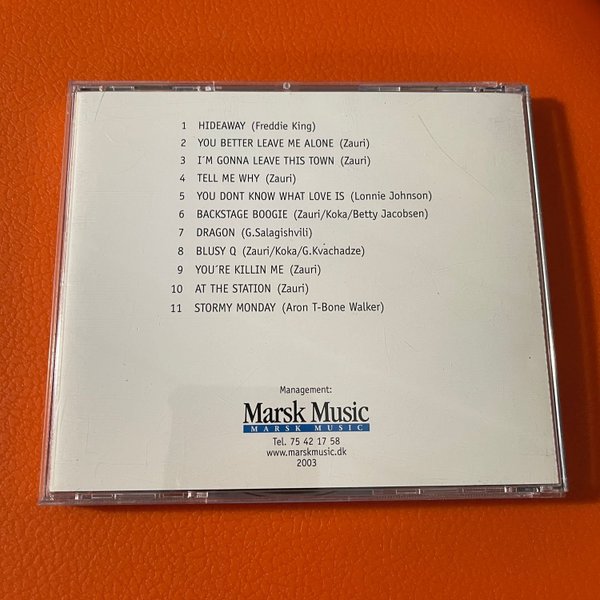 1 HIDEAWAY (Freddie King)
2 YOU BETTER LEAVE ME ALONE (Zauri)
3 I´M GONNA LEAVE THIS TOWN (Zauri)
4 TELL ME WHY (Zauri)
5 YOU DONT KNOW WHAT LOVE IS (Lonnie Johnson)
6 BACKSTAGE BOOGIE (Zauri/Koka/Betty Jacobsen)
7 DRAGON (G.Salagishvili)
8 BLUSY Q (Zauri/Koka/G.Kvachadze)
9 YOU´RE KILLIN ME (Zauri)
10 AT THE STATION (Zauri)
11 STORMY MONDAY (Aron T-Bone Walker)
Management:
Marsk Music
MARSK MUSIC
Tel. 75 42 17 58
www.marskmusic.dk
2003